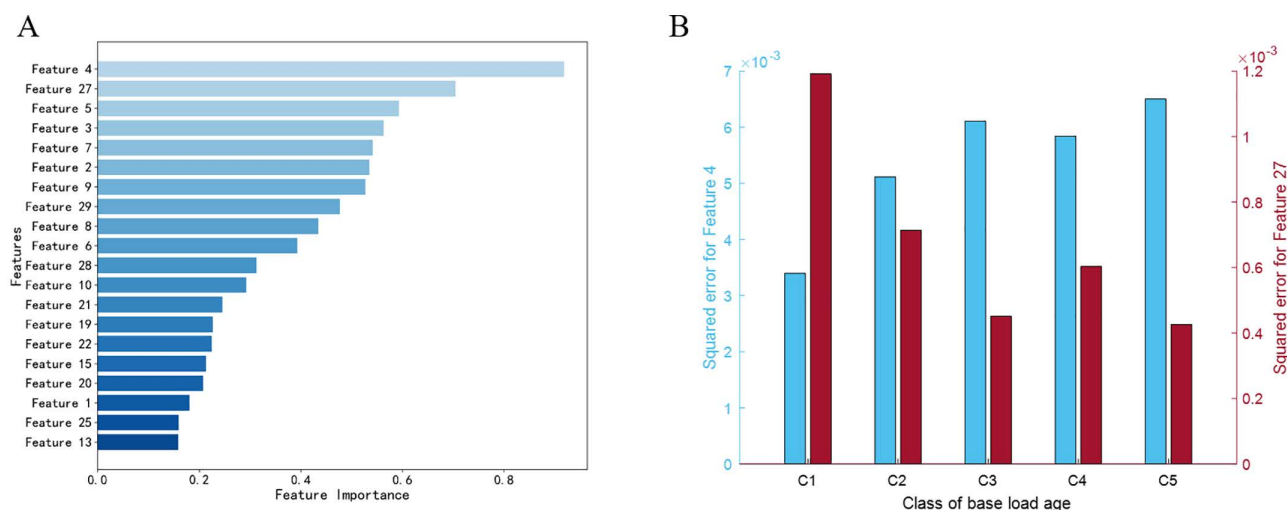 A
Features
Feature 4
Feature 27
Feature 5
Feature 3
Feature 7
Feature 2
Feature 9
Feature 29
Feature 8
Feature 6
Feature 28
Feature 10
Feature 21
Feature 19
Feature 22
Feature 15
Feature 20
Feature 1
Feature 25
Feature 13
0.0 0.2 0.4 0.6 0.8
Feature Importance
B
×10⁻³
Squared error for Feature 4
7
6
5
4
3
2
1
0
×10⁻³
1.2
1
0.8
0.6
0.4
0.2
0
Squared error for Feature 27
C1 C2 C3 C4 C5
Class of base load age